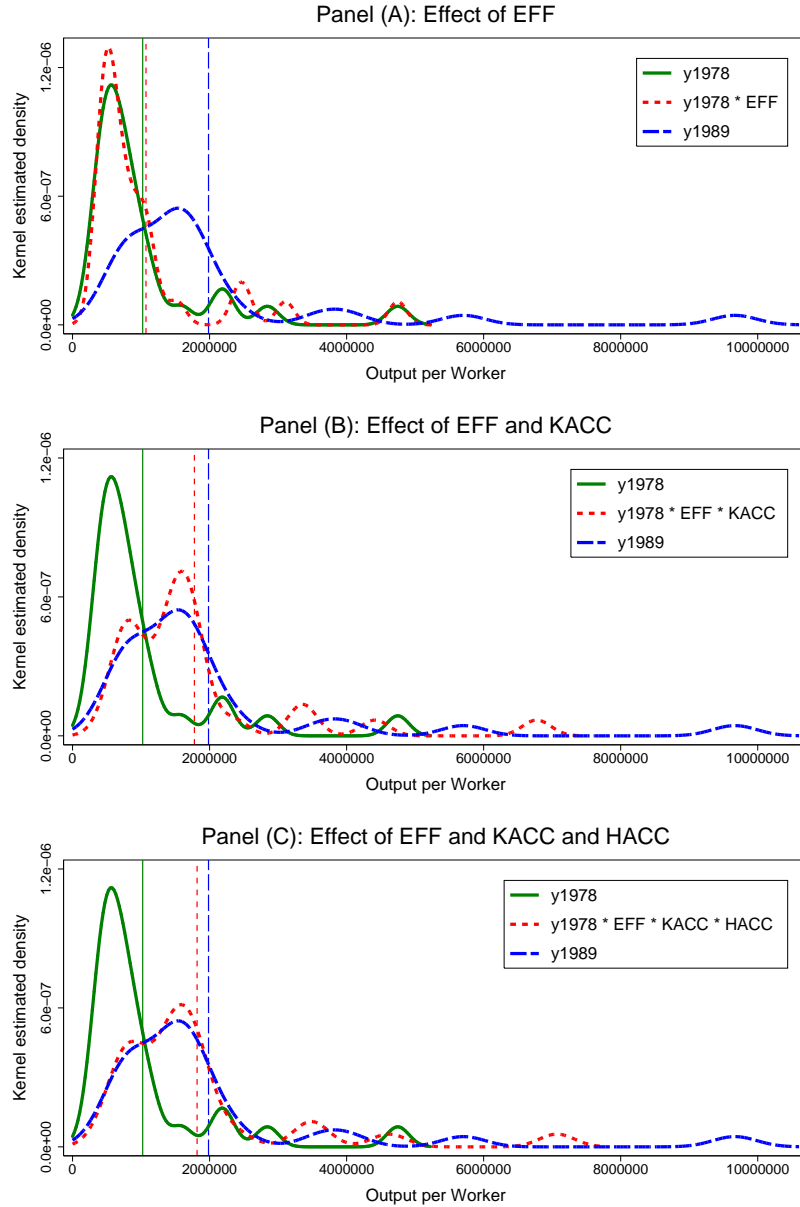 Panel (A): Effect of EFF
Kernel estimated density
0.0e+00
6.0e−07
1.2e−06
y1978
y1978 * EFF
y1989
0
2000000
4000000
6000000
8000000
10000000
Output per Worker
Panel (B): Effect of EFF and KACC
Kernel estimated density
0.0e+00
6.0e−07
1.2e−06
y1978
y1978 * EFF * KACC
y1989
0
2000000
4000000
6000000
8000000
10000000
Output per Worker
Panel (C): Effect of EFF and KACC and HACC
Kernel estimated density
0.0e+00
6.0e−07
1.2e−06
y1978
y1978 * EFF * KACC * HACC
y1989
0
2000000
4000000
6000000
8000000
10000000
Output per Worker